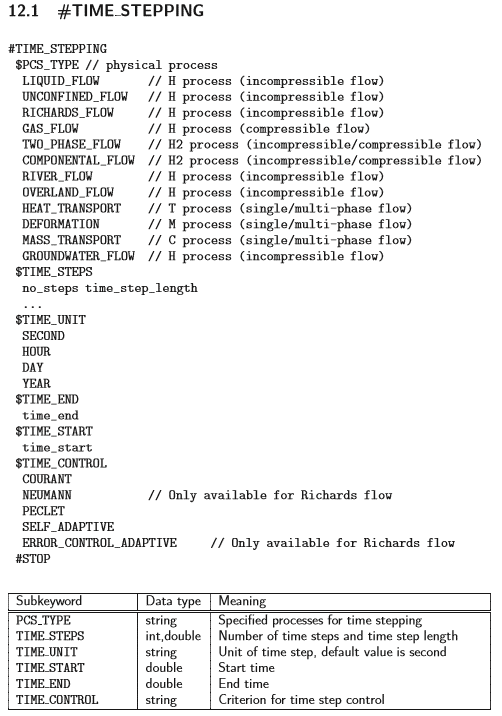 12.1 #TIME_STEPPING
#TIME_STEPPING
$PCS_TYPE // physical process
LIQUID_FLOW // H process (incompressible flow)
UNCONFINED_FLOW // H process (incompressible flow)
RICHARDS_FLOW // H process (incompressible flow)
GAS_FLOW // H process (compressible flow)
TWO_PHASE_FLOW // H2 process (incompressible/compressible flow)
COMPONENTAL_FLOW // H2 process (incompressible/compressible flow)
RIVER_FLOW // H process (incompressible flow)
OVERLAND_FLOW // H process (incompressible flow)
HEAT_TRANSPORT // T process (single/multi-phase flow)
DEFORMATION // M process (single/multi-phase flow)
MASS_TRANSPORT // C process (single/multi-phase flow)
GROUNDWATER_FLOW // H process (incompressible flow)
$TIME_STEPS
no_steps time_step_length
...
$TIME_UNIT
SECOND
HOUR
DAY
YEAR
$TIME_END
time_end
$TIME_START
time_start
$TIME_CONTROL
COURANT
NEUMANN // Only available for Richards flow
PECLET
SELF_ADAPTIVE
ERROR_CONTROL_ADAPTIVE // Only available for Richards flow
#STOP
Subkeyword Data type Meaning
PCS_TYPE string Specified processes for time stepping
TIME_STEPS int,double Number of time steps and time step length
TIME_UNIT string Unit of time step, default value is second
TIME_START double Start time
TIME_END double End time
TIME_CONTROL string Criterion for time step control